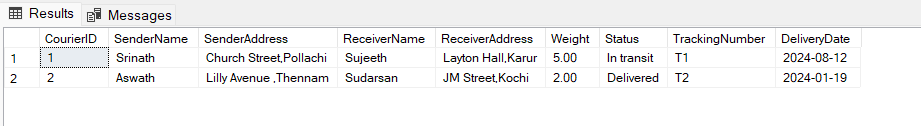 Results Messages
CourierID SenderName SenderAddress ReceiverName ReceiverAddress Weight Status TrackingNumber DeliveryDate
1 1 Srinath Church Street,Pollachi Sujeeth Layton Hall,Karur 5.00 In transit T1 2024-08-12
2 2 Aswath Lilly Avenue ,Thennam Sudarsan JM Street,Kochi 2.00 Delivered T2 2024-01-19